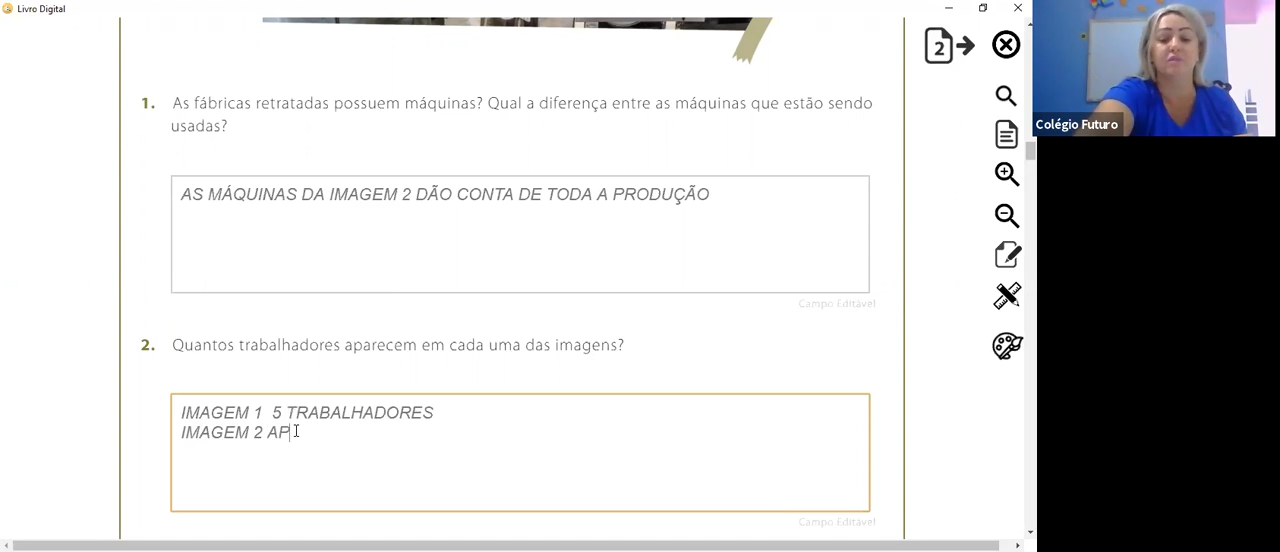 Livro Digital
1. As fábricas retratadas possuem máquinas? Qual a diferença entre as máquinas que estão sendo
usadas?
AS MÁQUINAS DA IMAGEM 2 DÃO CONTA DE TODA A PRODUÇÃO
Campo Editável
2. Quantos trabalhadores aparecem em cada uma das imagens?
IMAGEM 1 5 TRABALHADORES
IMAGEM 2 AP
Campo Editável
2
Colégio Futuro